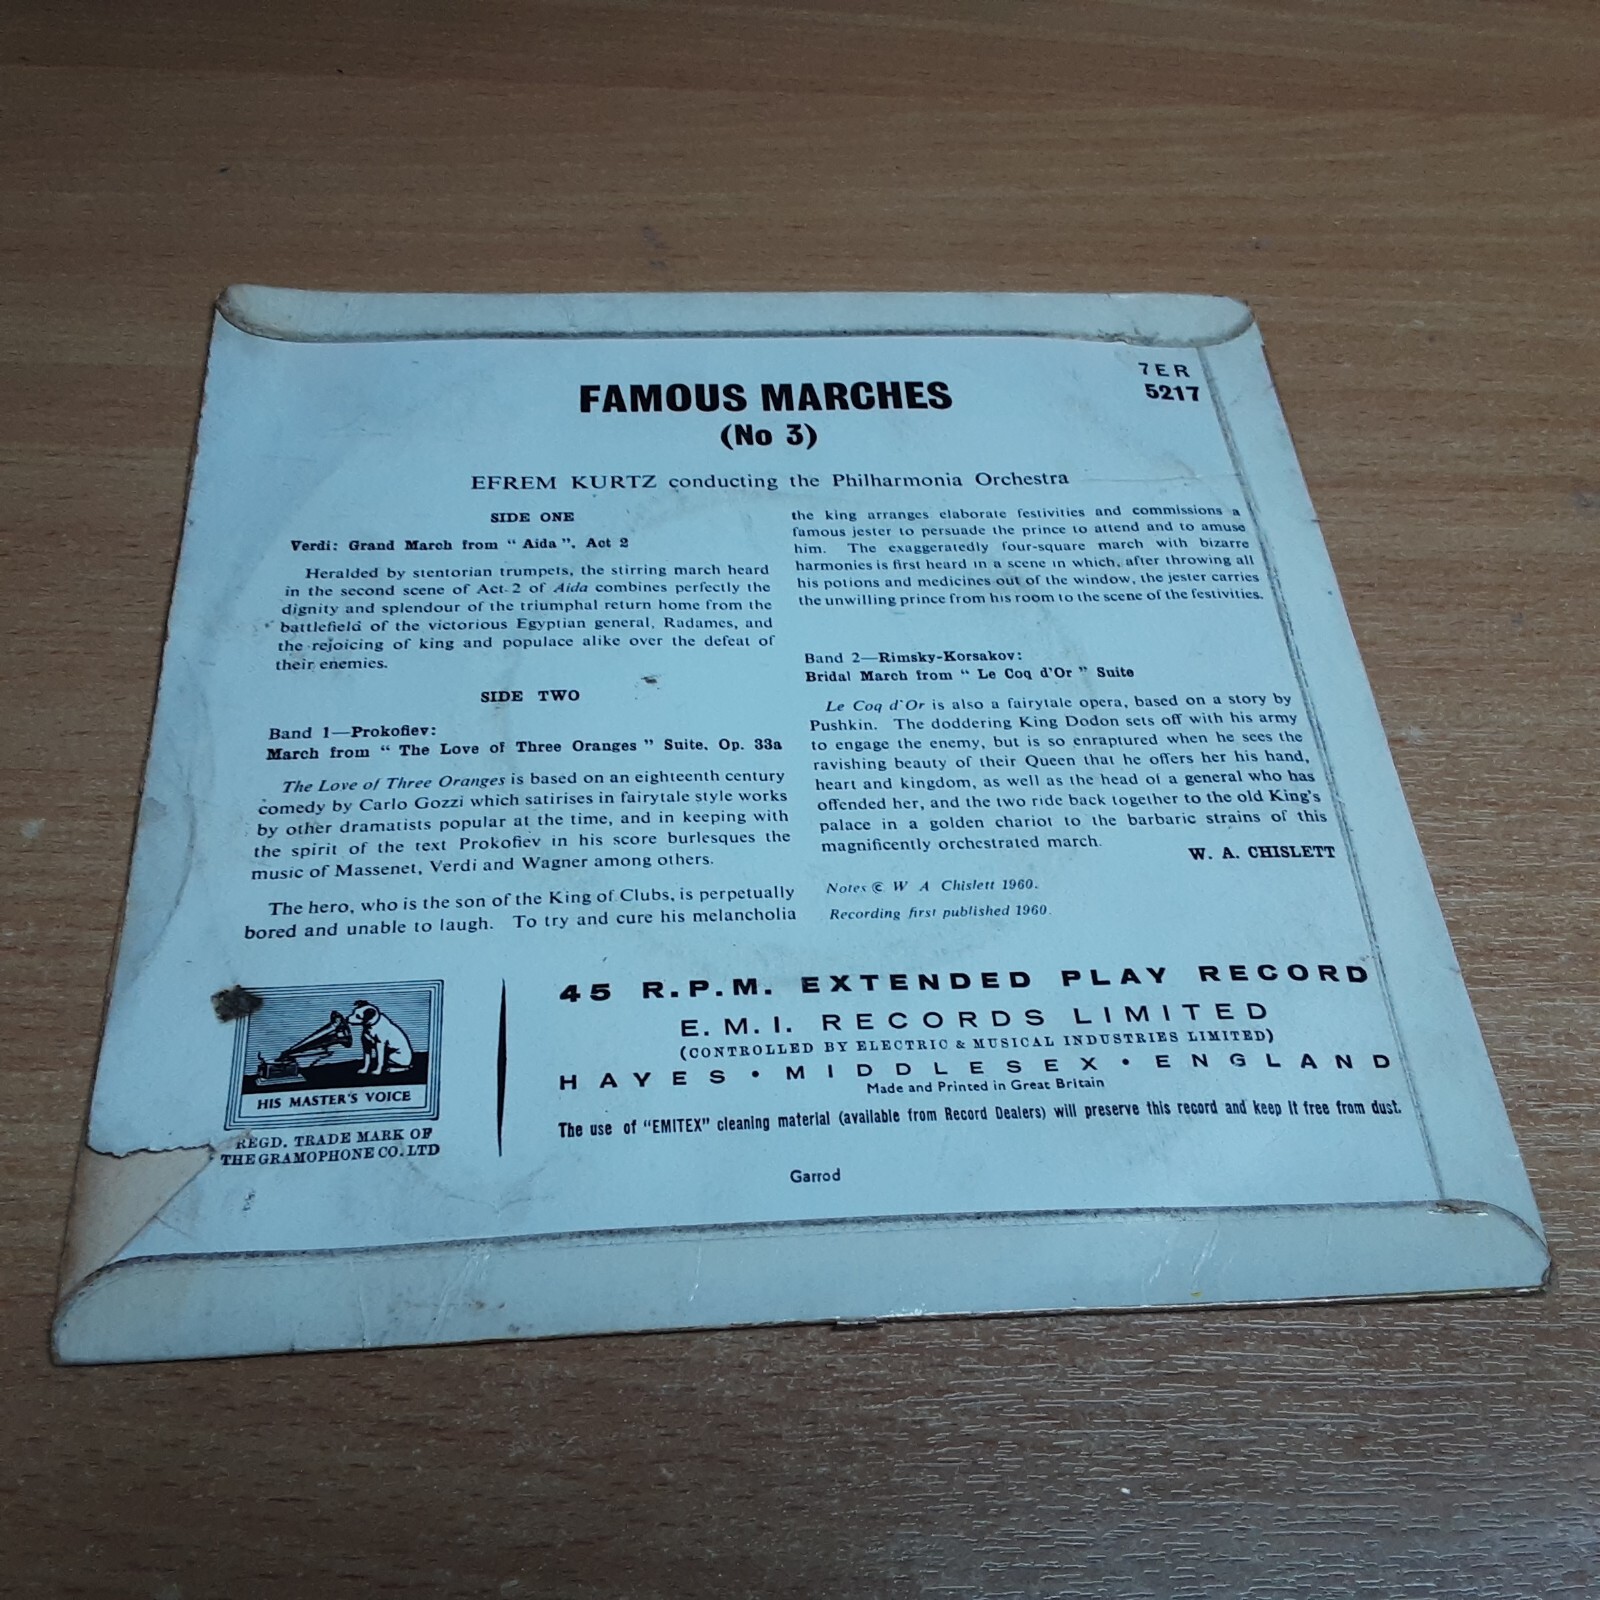 7ER
5217
FAMOUS MARCHES
(No 3)
EFREM KURTZ conducting the Philharmonia Orchestra
SIDE ONE
Verdi: Grand March from “ Aida ”, Act 2
Heralded by stentorian trumpets, the stirring march heard
in the second scene of Act 2 of Aida combines perfectly the
dignity and splendour of the triumphal return home from the
battlefield of the victorious Egyptian general, Radames, and
the rejoicing of king and populace alike over the defeat of
their enemies.
SIDE TWO
Band 1—Prokofiev:
March from “ The Love of Three Oranges ” Suite, Op. 33a
The Love of Three Oranges is based on an eighteenth century
comedy by Carlo Gozzi which satirises in fairytale style works
by other dramatists popular at the time, and in keeping with
the spirit of the text Prokofiev in his score burlesques the
music of Massenet, Verdi and Wagner among others.
The hero, who is the son of the King of Clubs, is perpetually
bored and unable to laugh. To try and cure his melancholia
the king arranges elaborate festivities and commissions a
famous jester to persuade the prince to attend and to amuse
him. The exaggeratedly four-square march with bizarre
harmonies is first heard in a scene in which, after throwing all
his potions and medicines out of the window, the jester carries
the unwilling prince from his room to the scene of the festivities.
Band 2—Rimsky-Korsakov:
Bridal March from “ Le Coq d'Or ” Suite
Le Coq d'Or is also a fairytale opera, based on a story by
Pushkin. The doddering King Dodon sets off with his army
to engage the enemy, but is so enraptured when he sees the
ravishing beauty of their Queen that he offers her his hand,
heart and kingdom, as well as the head of a general who has
offended her, and the two ride back together to the old King's
palace in a golden chariot to the barbaric strains of this
magnificently orchestrated march.
W. A. CHISLETT
Notes © W A Chislett 1960.
Recording first published 1960.
HIS MASTER'S VOICE
REGD. TRADE MARK OF
THE GRAMOPHONE CO. LTD
45 R.P.M. EXTENDED PLAY RECORD
E.M.I. RECORDS LIMITED
(CONTROLLED BY ELECTRIC & MUSICAL INDUSTRIES LIMITED)
HAYES • MIDDLESEX • ENGLAND
Made and Printed in Great Britain
The use of “EMITEX” cleaning material (available from Record Dealers) will preserve this record and keep it free from dust.
Garrod